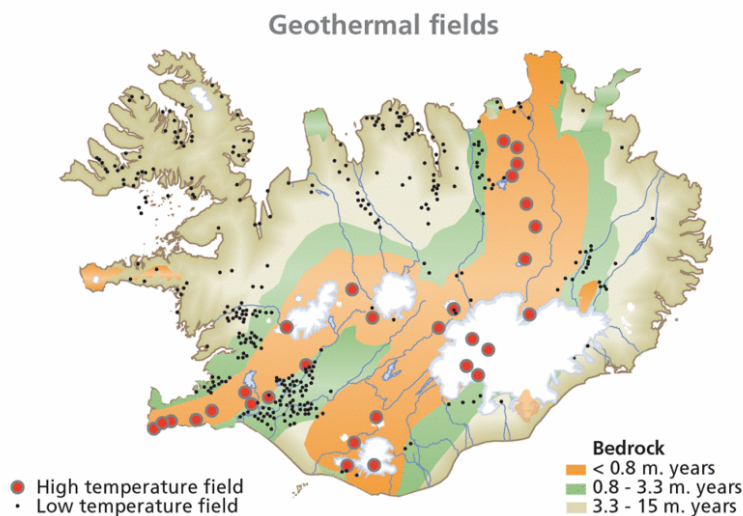 Geothermal fields
High temperature field
Low temperature field
Bedrock
< 0.8 m. years
0.8 - 3.3 m. years
3.3 - 15 m. years